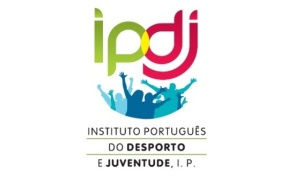 ipdj
INSTITUTO PORTUGUÊS
DO DESPORTO
E JUVENTUDE, I. P.